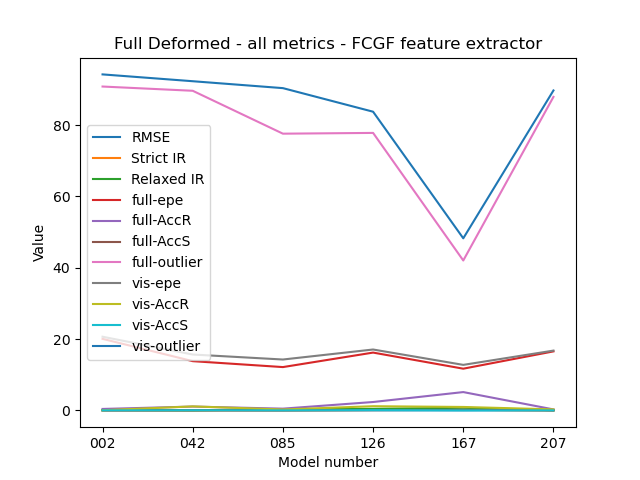 Full Deformed - all metrics - FCGF feature extractor
Value
80
60
40
20
0
RMSE
Strict IR
Relaxed IR
full-epe
full-AccR
full-AccS
full-outlier
vis-epe
vis-AccR
vis-AccS
vis-outlier
002 042 085 126 167 207
Model number